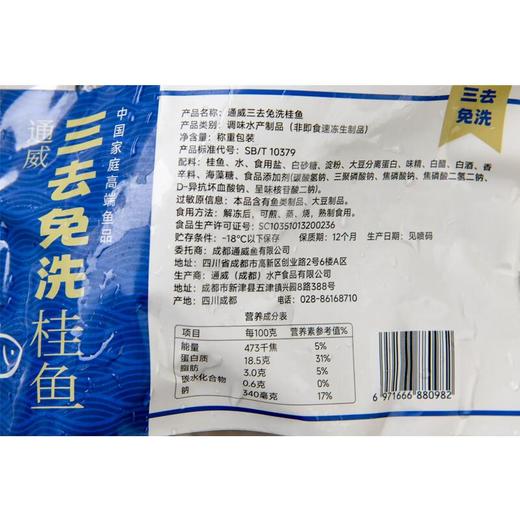 中国家庭高端鱼品
通威
三去免洗桂鱼
三去
免洗
产品名称：通威三去免洗桂鱼
产品类别：调味水产制品（非即食速冻生制品）
净含量：称重包装
产品标准代号：SB/T 10379
配料：桂鱼、水、食用盐、白砂糖、淀粉、大豆分离蛋白、味精、白醋、白酒、香
辛料、海藻糖、食品添加剂(碳酸氢钠、三聚磷酸钠、焦磷酸钠、焦磷酸二氢二钠、
D-异抗坏血酸钠、呈味核苷酸二钠)。
过敏原信息：本品含有鱼类制品、大豆制品。
食用方法：解冻后，可煎、蒸、烧，熟制食用。
食品生产许可证号：SC10351013200236
贮存条件：-18°C以下保存 保质期：12个月 生产日期：见喷码
委托商：成都通威鱼有限公司
地址：四川省成都市高新区创业路2号6楼A区
生产商：通威（成都）水产食品有限公司
地址：成都市新津县五津镇兴园8路388号
产地：四川成都 电话：028-86168710
营养成分表
项目 每100克 营养素参考值%
能量 473千焦 5%
蛋白质 18.5克 31%
脂肪 3.0克 5%
碳水化合物 0.6克 0%
钠 340毫克 17%
6 971666 880982